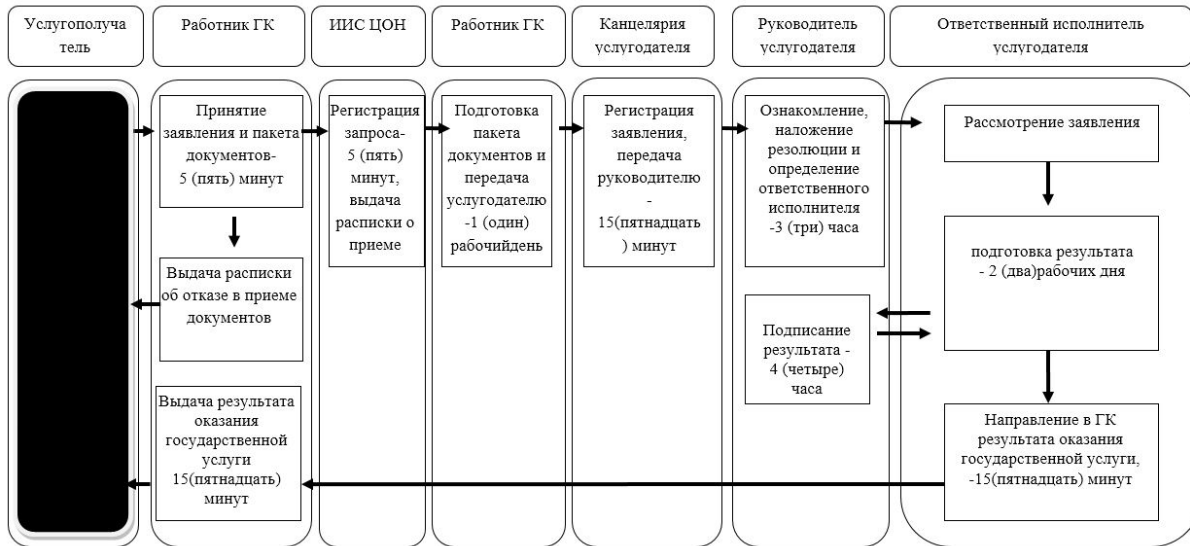 Услугополуча
тель
Работник ГК
ИИС ЦОН
Работник ГК
Канцелярия
услугодателя
Руководитель
услугодателя
Ответственный исполнитель
услугодателя
Принятие
заявления и пакета
документов-
5 (пять) минут
Выдача расписки
об отказе в приеме
документов
Выдача результата
оказания
государственной
услуги
15(пятнадцать)
минут
Регистрация
запроса-
5 (пять)
минут,
выдача
расписки о
приеме
Подготовка
пакета
документов и
передача
услугодателю
-1 (один)
рабочийдень
Регистрация
заявления,
передача
руководителю
-
15(пятнадцать
) минут
Ознакомление,
наложение
резолюции и
определение
ответственного
исполнителя
-3 (три) часа
Подписание
результата -
4 (четыре)
часа
Рассмотрение заявления
подготовка результата
- 2 (два)рабочих дня
Направление в ГК
результата оказания
государственной услуги,
-15(пятнадцать) минут